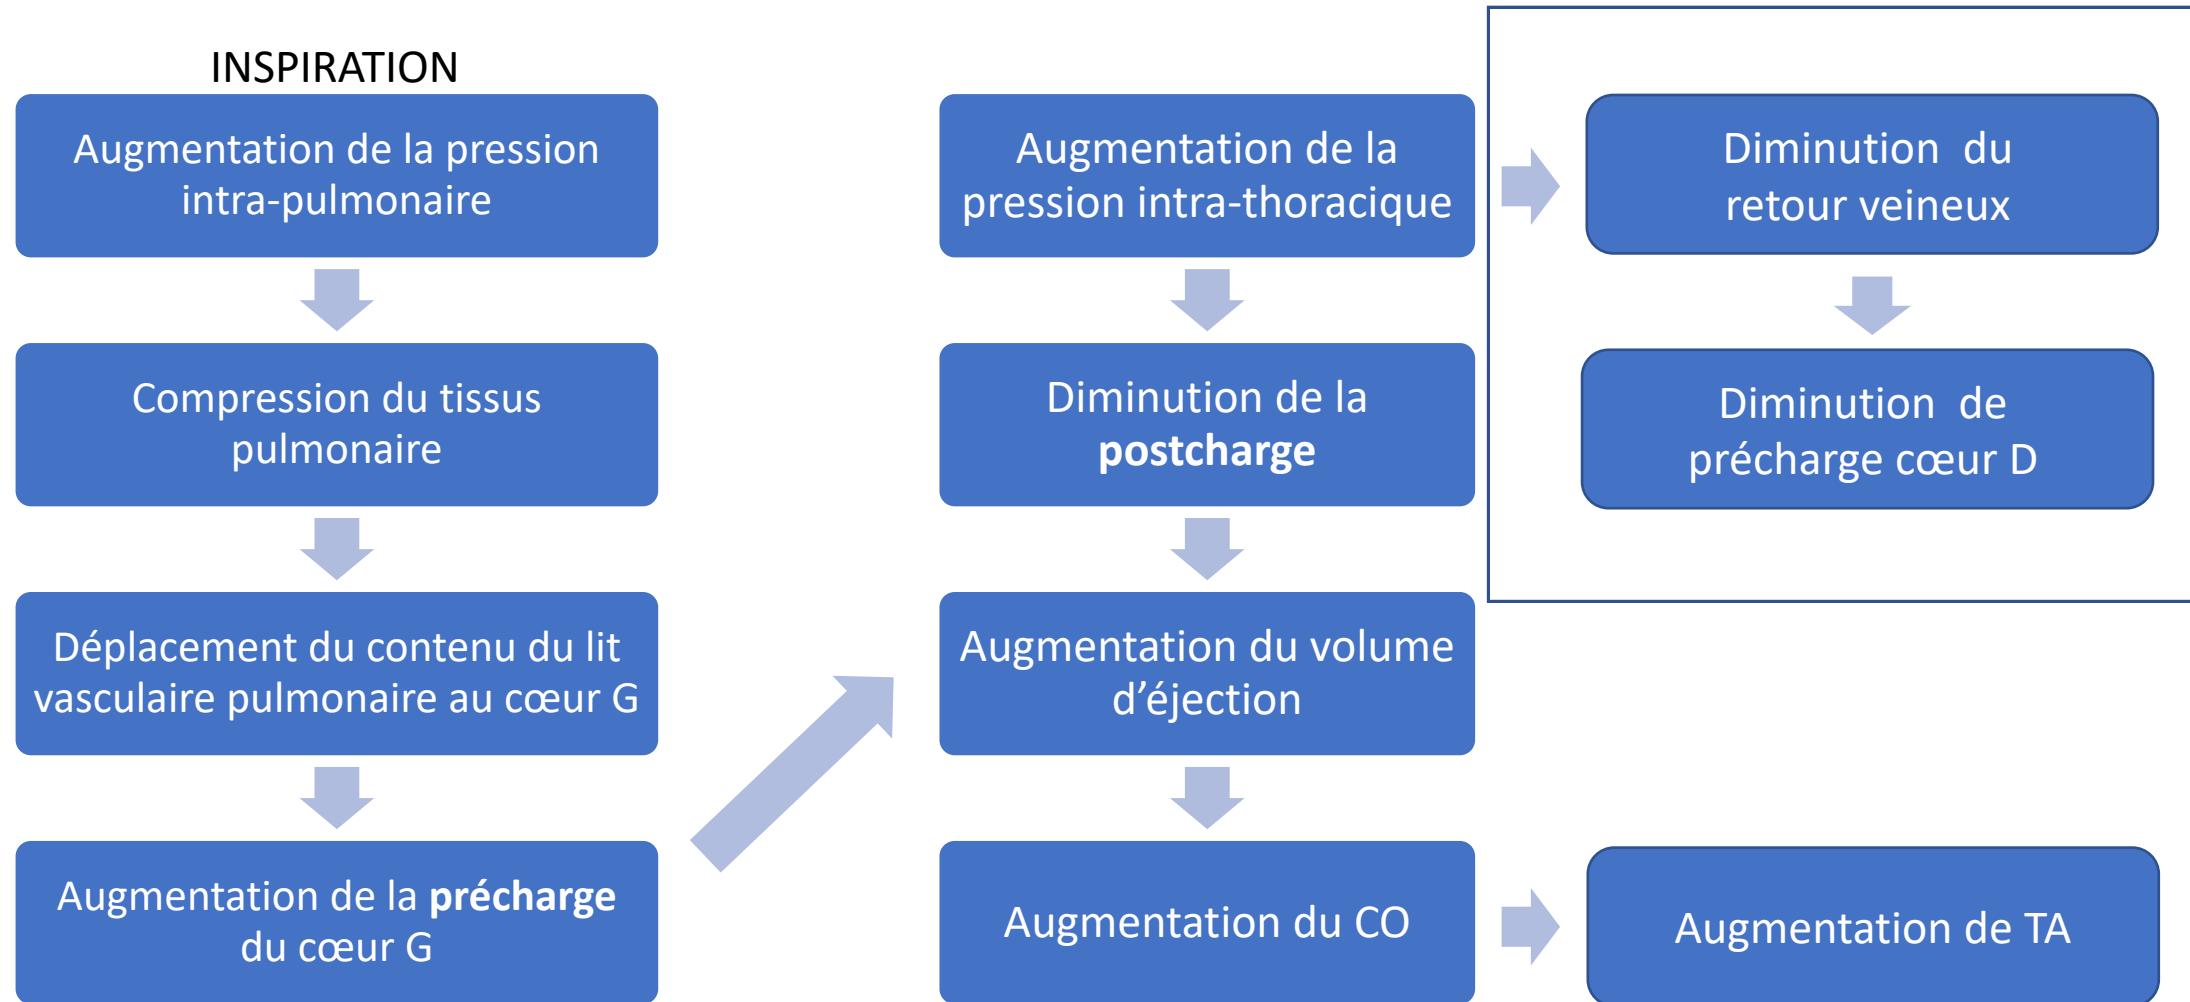 INSPIRATION
Augmentation de la pression
intra-pulmonaire
Compression du tissus
pulmonaire
Déplacement du contenu du lit
vasculaire pulmonaire au cœur G
Augmentation de la précharge
du cœur G
Augmentation de la
pression intra-thoracique
Diminution de la
postcharge
Augmentation du volume
d’éjection
Augmentation du CO
Diminution  du
retour veineux
Diminution  de
précharge cœur D
Augmentation de TA